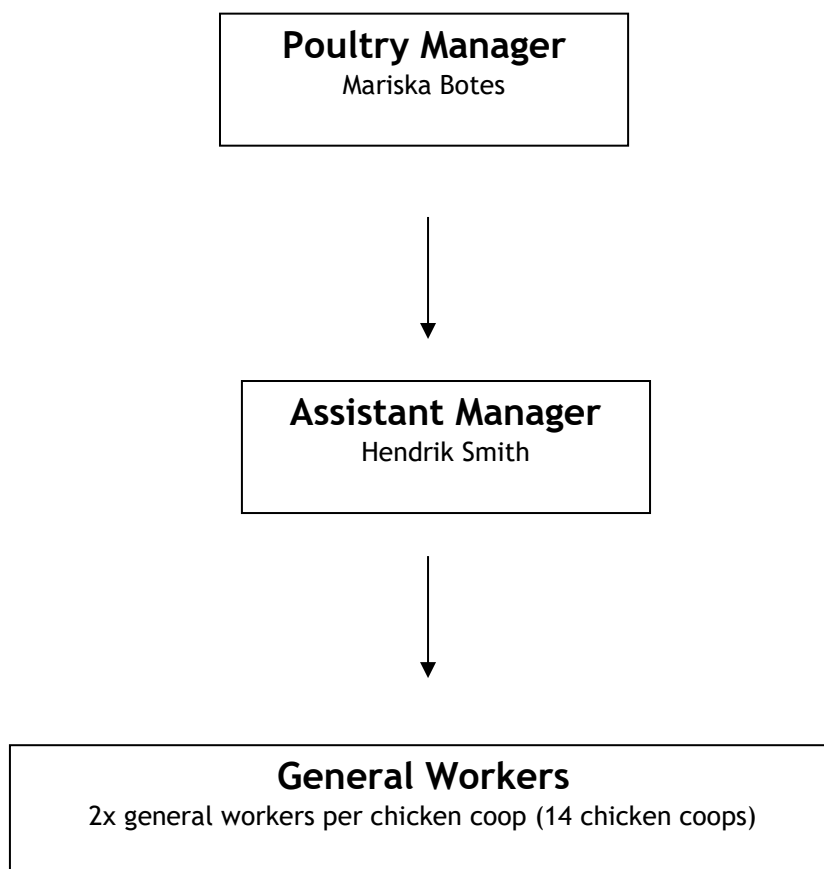 Poultry Manager
Mariska Botes
Assistant Manager
Hendrik Smith
General Workers
2x general workers per chicken coop (14 chicken coops)